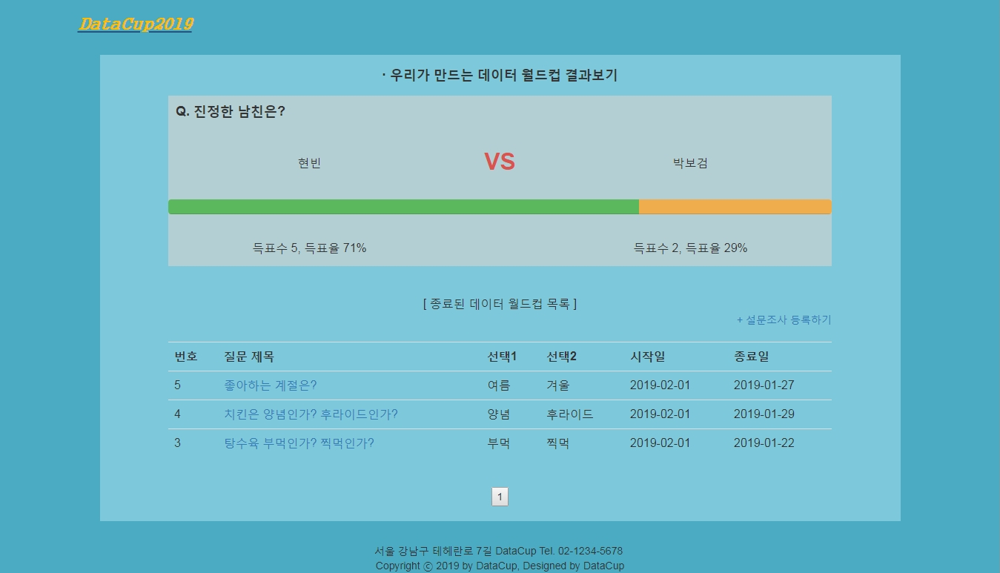 DataCup2019
· 우리가 만드는 데이터 월드컵 결과보기
Q. 진정한 남친은?
현빈 VS 박보검
득표수 5, 득표율 71% 득표수 2, 득표율 29%
[ 종료된 데이터 월드컵 목록 ]
+ 설문조사 등록하기
번호 질문 제목 선택1 선택2 시작일 종료일
5 좋아하는 계절은? 여름 겨울 2019-02-01 2019-01-27
4 치킨은 양념인가? 후라이드인가? 양념 후라이드 2019-02-01 2019-01-29
3 탕수육 부먹인가? 찍먹인가? 부먹 찍먹 2019-02-01 2019-01-22
1
서울 강남구 테헤란로 7길 DataCup Tel. 02-1234-5678
Copyright ⓒ 2019 by DataCup, Designed by DataCup